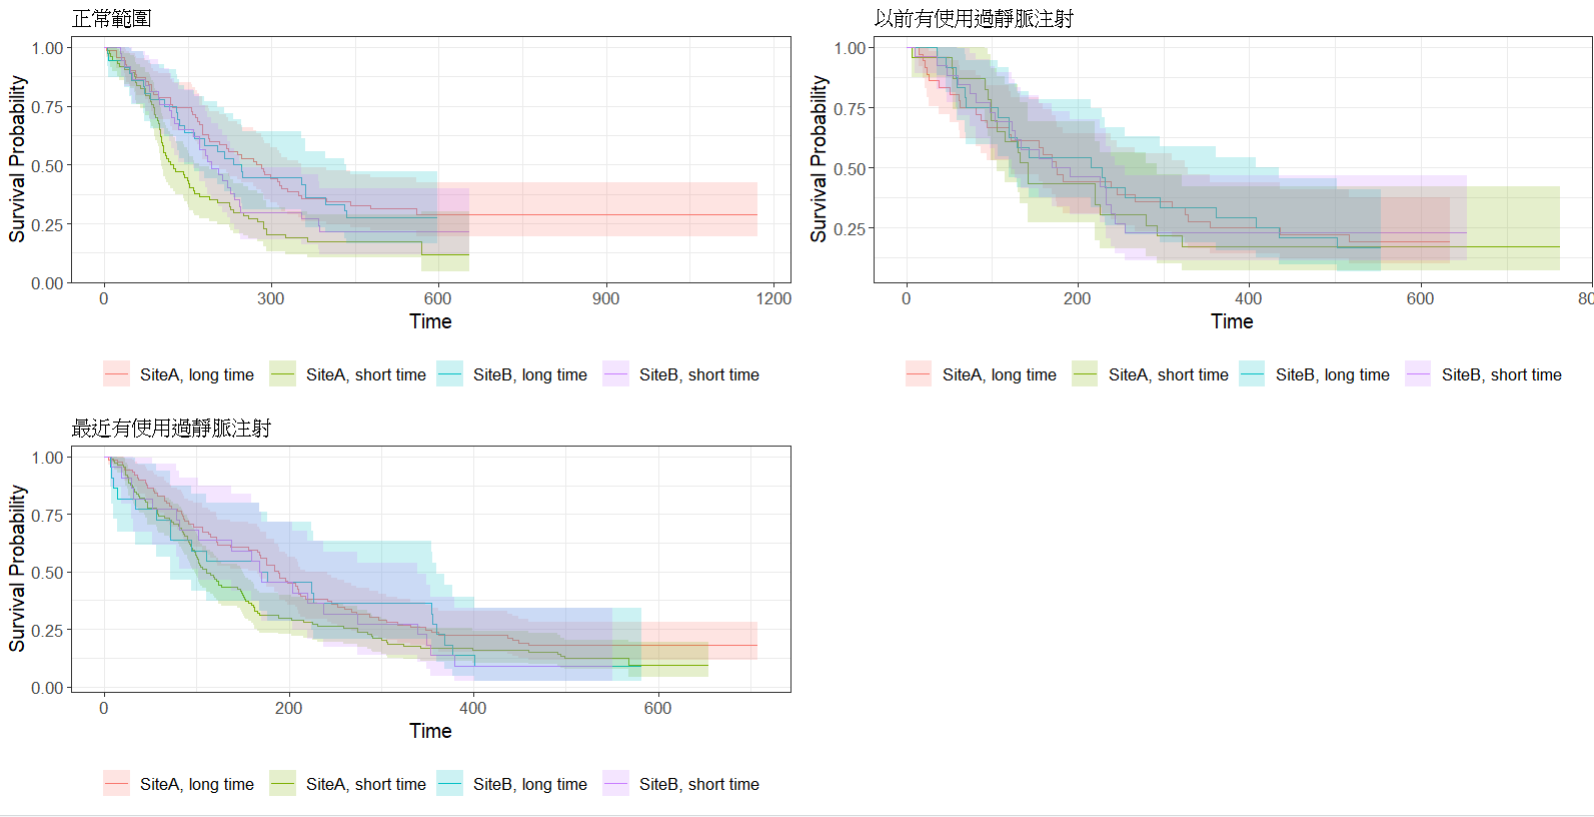 正常範圍
Survival Probability
1.00
0.75
0.50
0.25
0.00
0
300
600
900
1200
Time
SiteA, long time
SiteA, short time
SiteB, long time
SiteB, short time
以前有使用過靜脈注射
Survival Probability
1.00
0.75
0.50
0.25
0
200
400
600
80
Time
SiteA, long time
SiteA, short time
SiteB, long time
SiteB, short time
最近有使用過靜脈注射
Survival Probability
1.00
0.75
0.50
0.25
0.00
0
200
400
600
Time
SiteA, long time
SiteA, short time
SiteB, long time
SiteB, short time